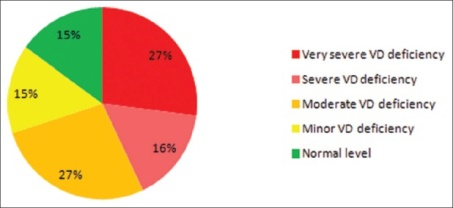 15%
27%
15%
16%
27%
Very severe VD deficiency
Severe VD deficiency
Moderate VD deficiency
Minor VD deficiency
Normal level